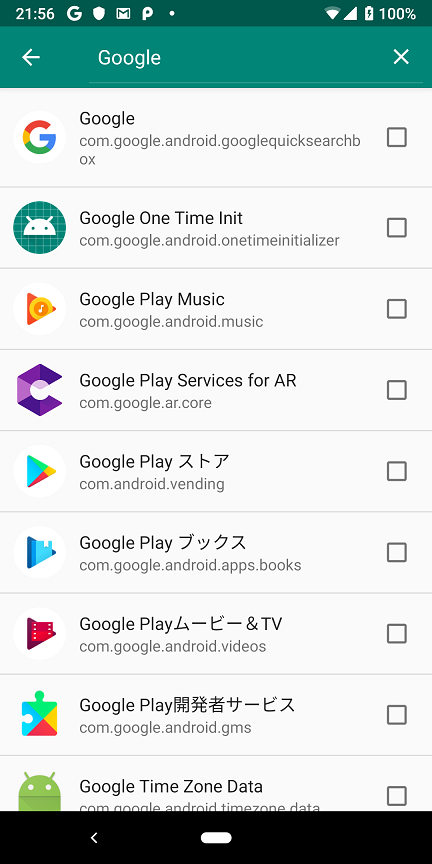 21:56
100%
Google
Google
com.google.android.googlequicksearchb
ox
Google One Time Init
com.google.android.onetimeinitializer
Google Play Music
com.google.android.music
Google Play Services for AR
com.google.ar.core
Google Play ストア
com.android.vending
Google Play ブックス
com.google.android.apps.books
Google Playムービー＆TV
com.google.android.videos
Google Play開発者サービス
com.google.android.gms
Google Time Zone Data
com.google.android.timezone.data